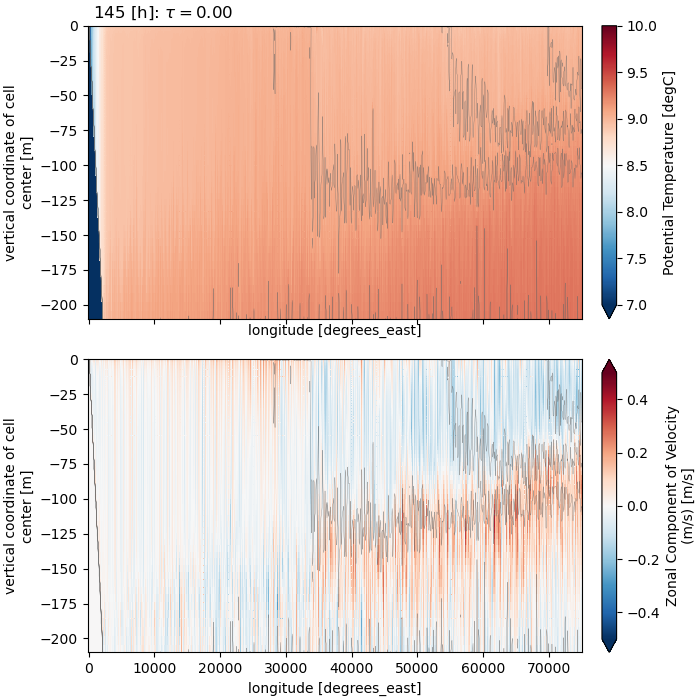 145 [h]: τ = 0.00
0
−25
−50
−75
−100
−125
−150
−175
−200
vertical coordinate of cell
center [m]
longitude [degrees_east]
10.0
9.5
9.0
8.5
8.0
7.5
7.0
Potential Temperature [degC]
0
−25
−50
−75
−100
−125
−150
−175
−200
vertical coordinate of cell
center [m]
0 10000 20000 30000 40000 50000 60000 70000
longitude [degrees_east]
0.4
0.2
0.0
−0.2
−0.4
Zonal Component of Velocity
(m/s) [m/s]